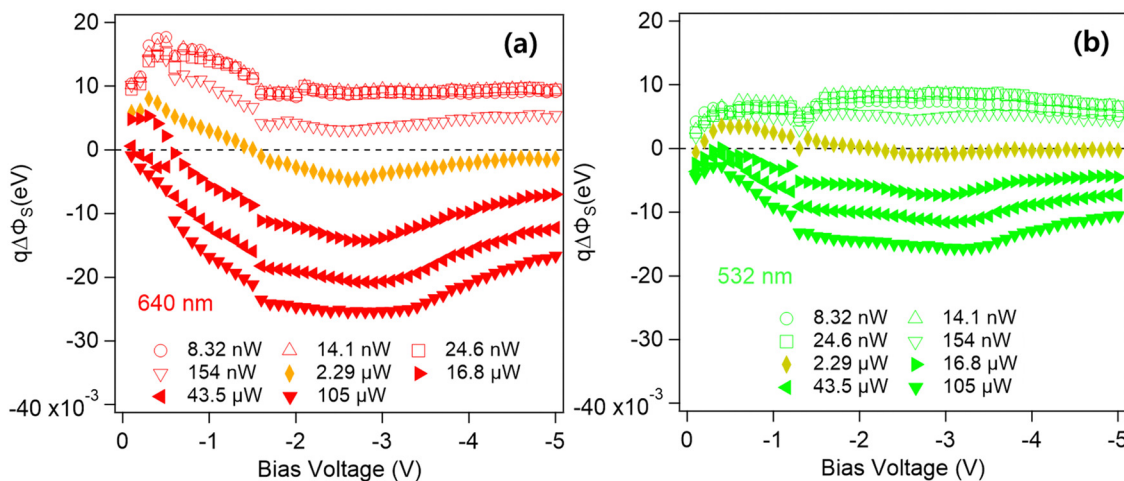 20
10
0
-10
-20
-30
-40 x10⁻³
qΔΦS(eV)
(a)
640 nm
8.32 nW 14.1 nW 24.6 nW
154 nW 2.29 μW 16.8 μW
43.5 μW 105 μW
0 -1 -2 -3 -4 -5
Bias Voltage (V)
20
10
0
-10
-20
-30
-40 x10⁻³
qΔΦS(eV)
(b)
532 nm
8.32 nW 14.1 nW
24.6 nW 154 nW
2.29 μW 16.8 μW
43.5 μW 105 μW
0 -1 -2 -3 -4 -5
Bias Voltage (V)